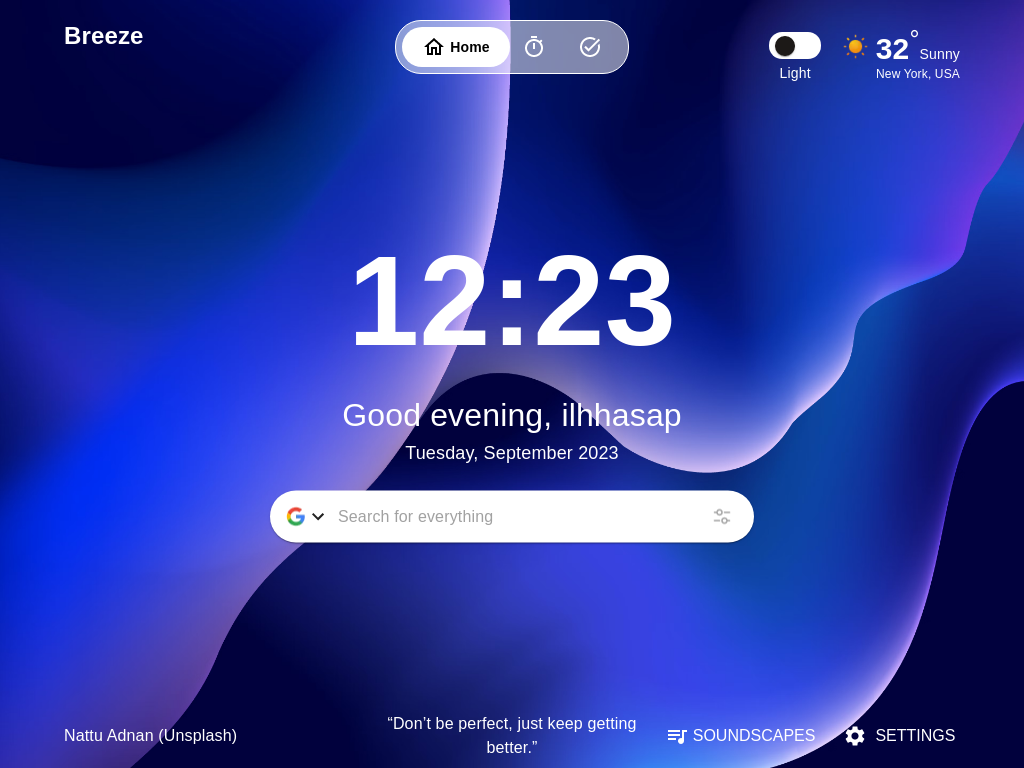 Breeze
Home
Light
32° Sunny
New York, USA
12:23
Good evening, ilhhasap
Tuesday, September 2023
Search for everything
Nattu Adnan (Unsplash)
“Don’t be perfect, just keep getting
better.”
SOUNDSCAPES
SETTINGS